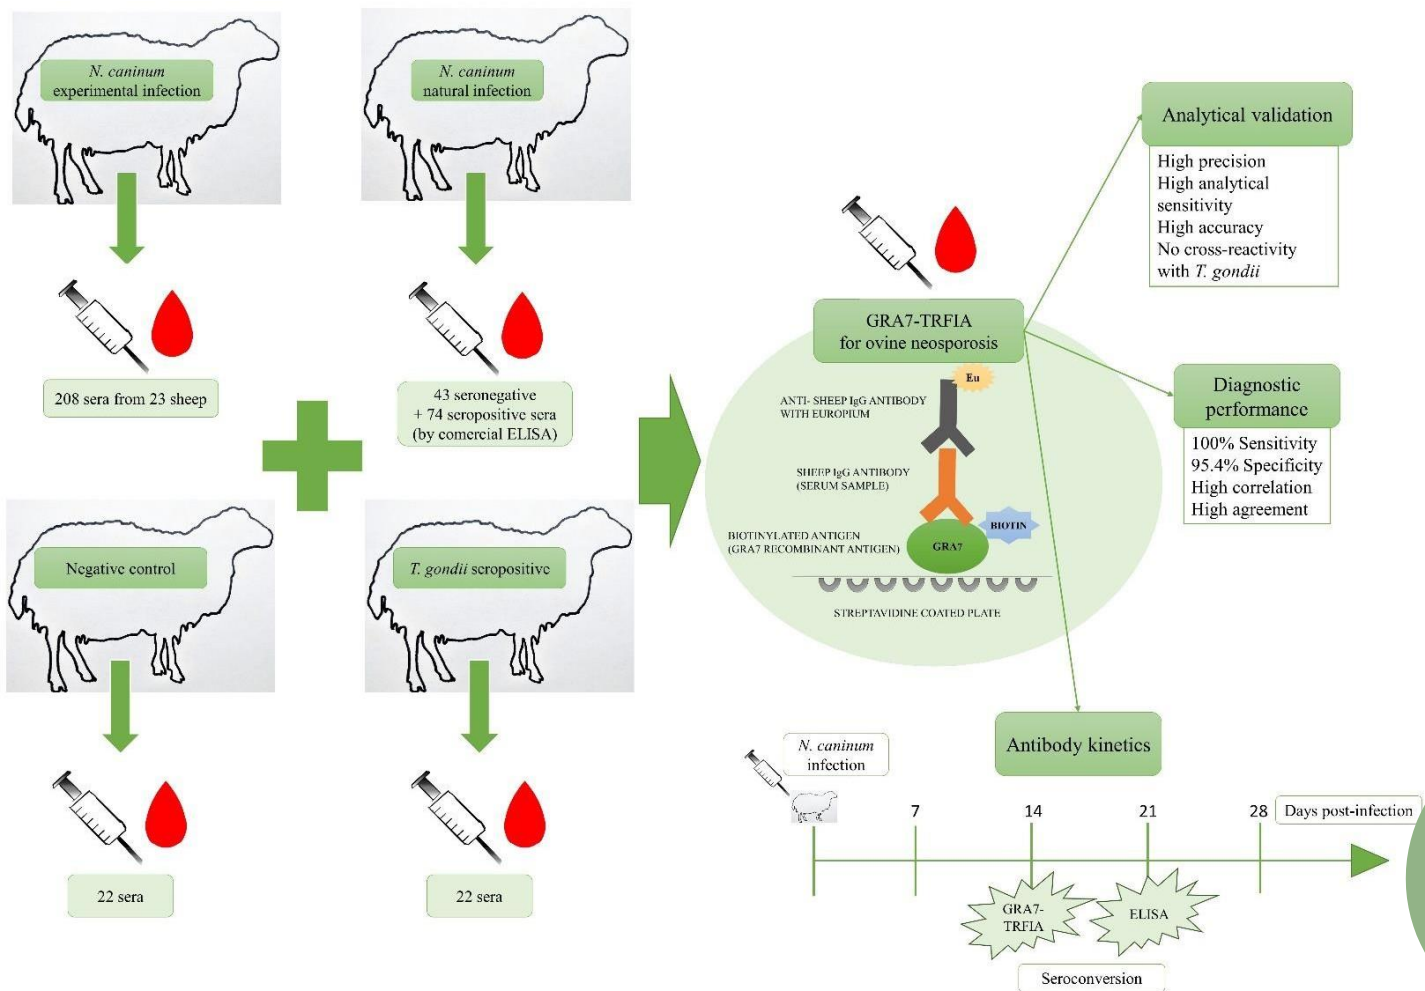 N. caninum
experimental infection
N. caninum
natural infection
208 sera from 23 sheep
43 seronegative
+ 74 seropositive sera
(by comercial ELISA)
Negative control
T. gondii seropositive
22 sera
22 sera
GRA7-TRFIA
for ovine neosporosis
Eu
ANTI- SHEEP IgG ANTIBODY
WITH EUROPIUM
SHEEP IgG ANTIBODY
(SERUM SAMPLE)
BIOTIN
BIOTINYLATED ANTIGEN
(GRA7 RECOMBINANT ANTIGEN)
GRA7
STREPTAVIDINE COATED PLATE
Analytical validation
High precision
High analytical
sensitivity
High accuracy
No cross-reactivity
with T. gondii
Diagnostic
performance
100% Sensitivity
95.4% Specificity
High correlation
High agreement
Antibody kinetics
N. caninum
infection
7
14
21
28
Days post-infection
GRA7-
TRFIA
ELISA
Seroconversion